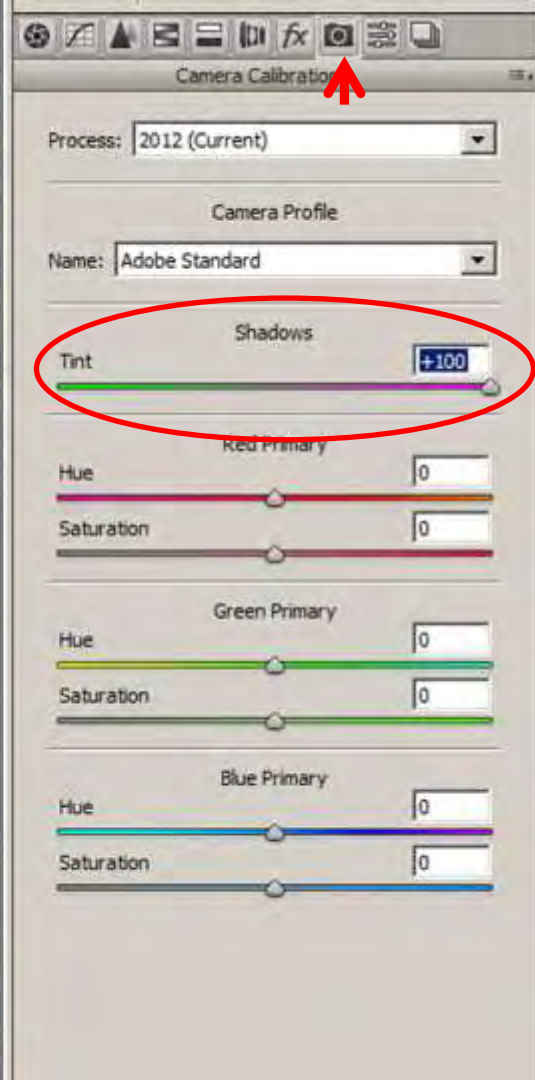 fx
Camera Calibration
Process: 2012 (Current)
Camera Profile
Name: Adobe Standard
Shadows
Tint +100
Red Primary
Hue 0
Saturation 0
Green Primary
Hue 0
Saturation 0
Blue Primary
Hue 0
Saturation 0